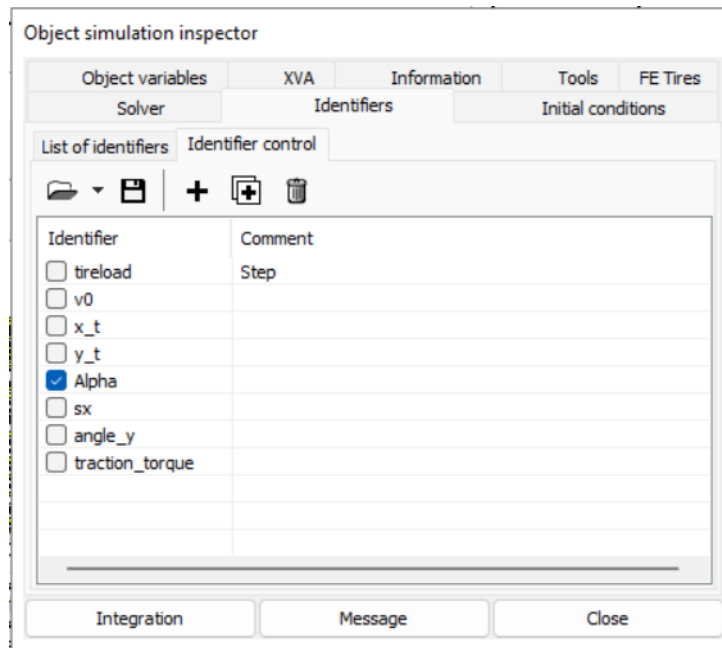 Object simulation inspector
Object variables XVA Information Tools FE Tires
Solver Identifiers Initial conditions
List of identifiers Identifier control
Identifier Comment
tireload Step
v0
x_t
y_t
Alpha
sx
angle_y
traction_torque
Integration Message Close